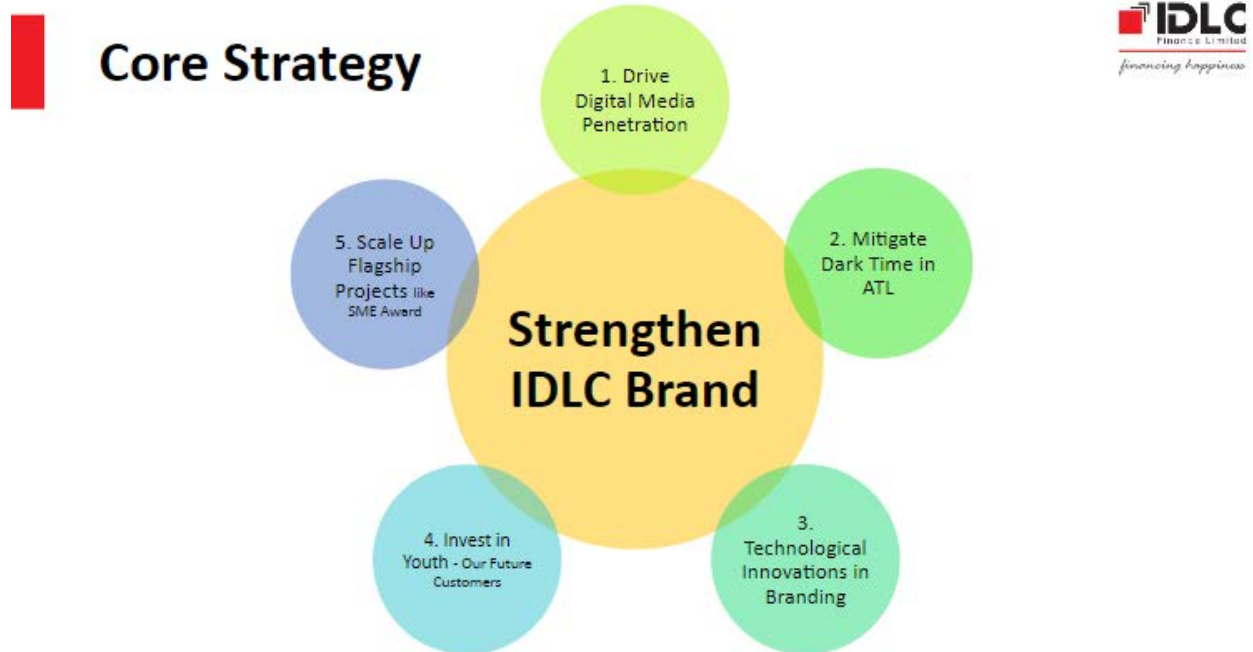 Core Strategy
IDLC
Finance Limited
financing happiness
1. Drive
Digital Media
Penetration
2. Mitigate
Dark Time in
ATL
3.
Technological
Innovations in
Branding
4. Invest in
Youth - Our Future
Customers
5. Scale Up
Flagship
Projects like
SME Award
Strengthen
IDLC Brand